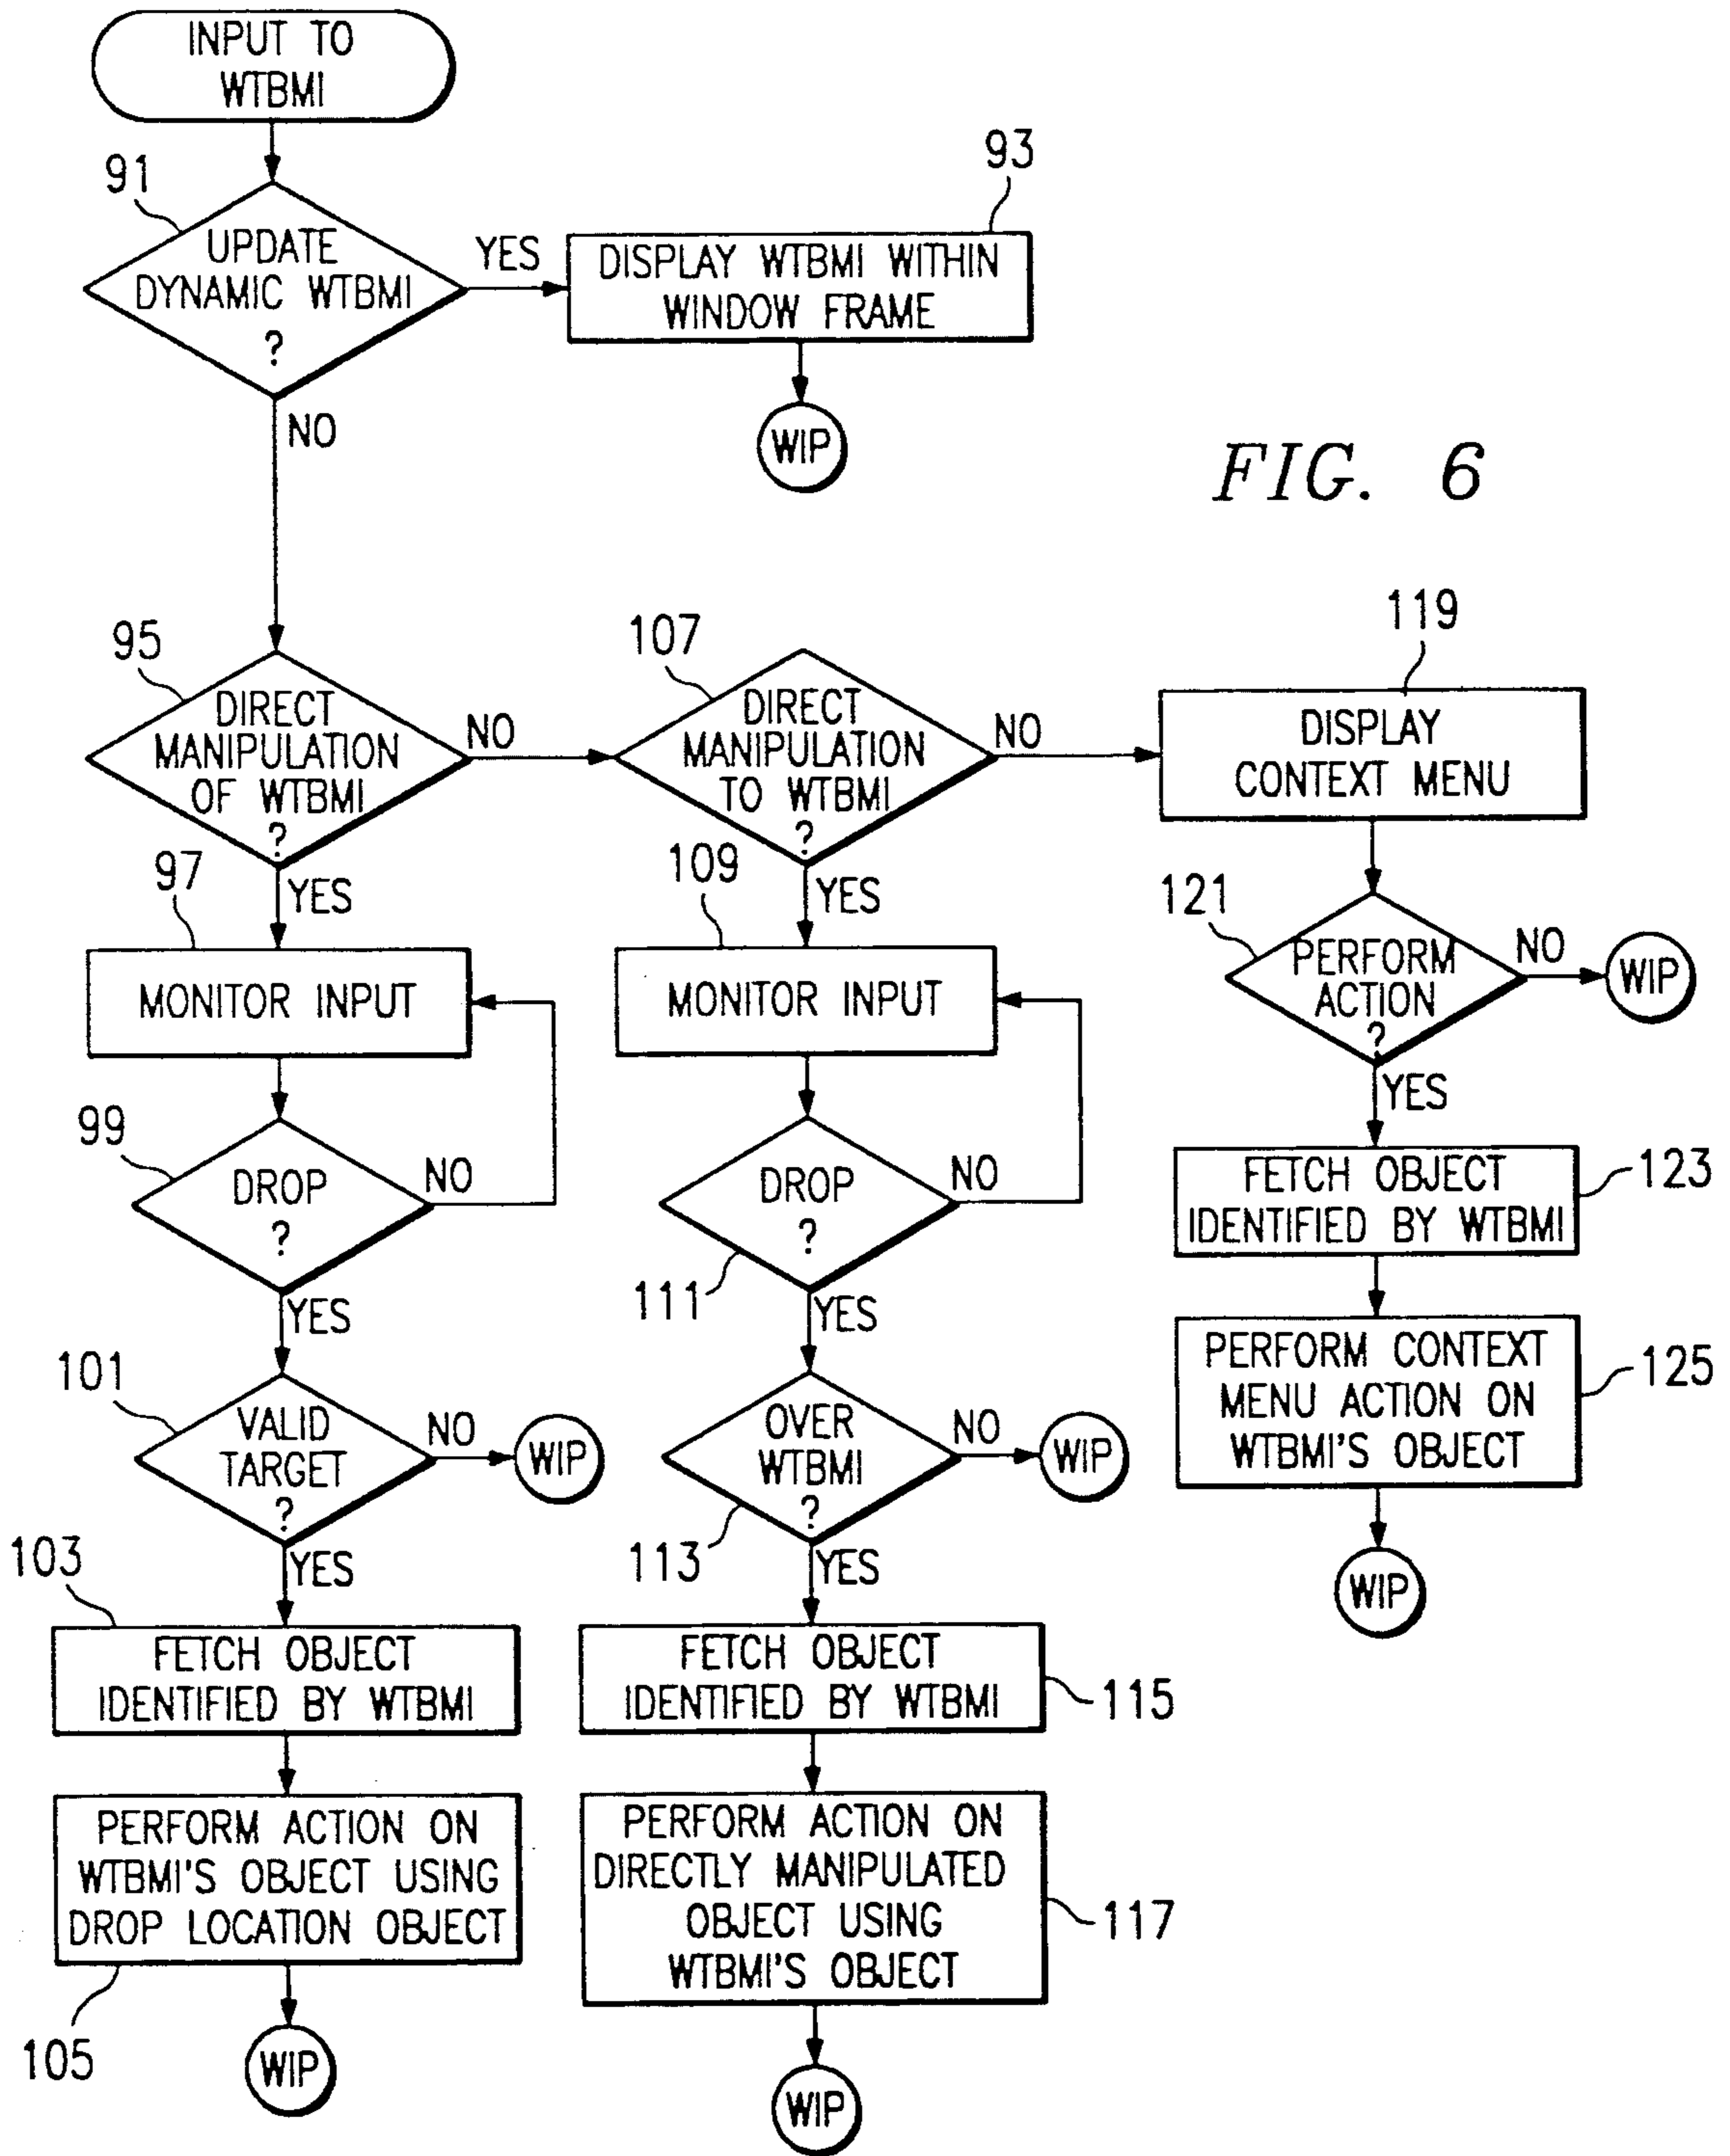 INPUT TO
WTBMI
91
UPDATE
DYNAMIC WTBMI
?
YES
93
DISPLAY WTBMI WITHIN
WINDOW FRAME
WIP
NO
FIG. 6
95
DIRECT
MANIPULATION
OF WTBMI
?
NO
107
DIRECT
MANIPULATION
TO WTBMI
?
NO
119
DISPLAY
CONTEXT MENU
97
YES
MONITOR INPUT
99
DROP
?
NO
YES
101
VALID
TARGET
?
NO
WIP
YES
103
FETCH OBJECT
IDENTIFIED BY WTBMI
PERFORM ACTION ON
WTBMI'S OBJECT USING
DROP LOCATION OBJECT
105
WIP
109
YES
MONITOR INPUT
DROP
?
NO
111
YES
OVER
WTBMI
?
NO
WIP
113
YES
FETCH OBJECT
IDENTIFIED BY WTBMI
115
PERFORM ACTION ON
DIRECTLY MANIPULATED
OBJECT USING
WTBMI'S OBJECT
117
WIP
121
PERFORM
ACTION
?
NO
WIP
YES
FETCH OBJECT
IDENTIFIED BY WTBMI
123
PERFORM CONTEXT
MENU ACTION ON
WTBMI'S OBJECT
125
WIP